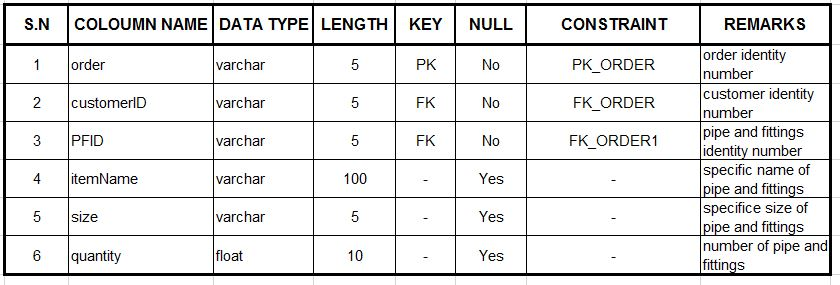 S.N COLOUMN NAME DATA TYPE LENGTH KEY NULL CONSTRAINT REMARKS
1 order varchar 5 PK No PK_ORDER order identity
number
2 customerID varchar 5 FK No FK_ORDER customer identity
number
3 PFID varchar 5 FK No FK_ORDER1 pipe and fittings
identity number
4 itemName varchar 100 - Yes - specific name of
pipe and fittings
5 size varchar 5 - Yes - specifice size of
pipe and fittings
6 quantity float 10 - Yes - number of pipe and
fittings